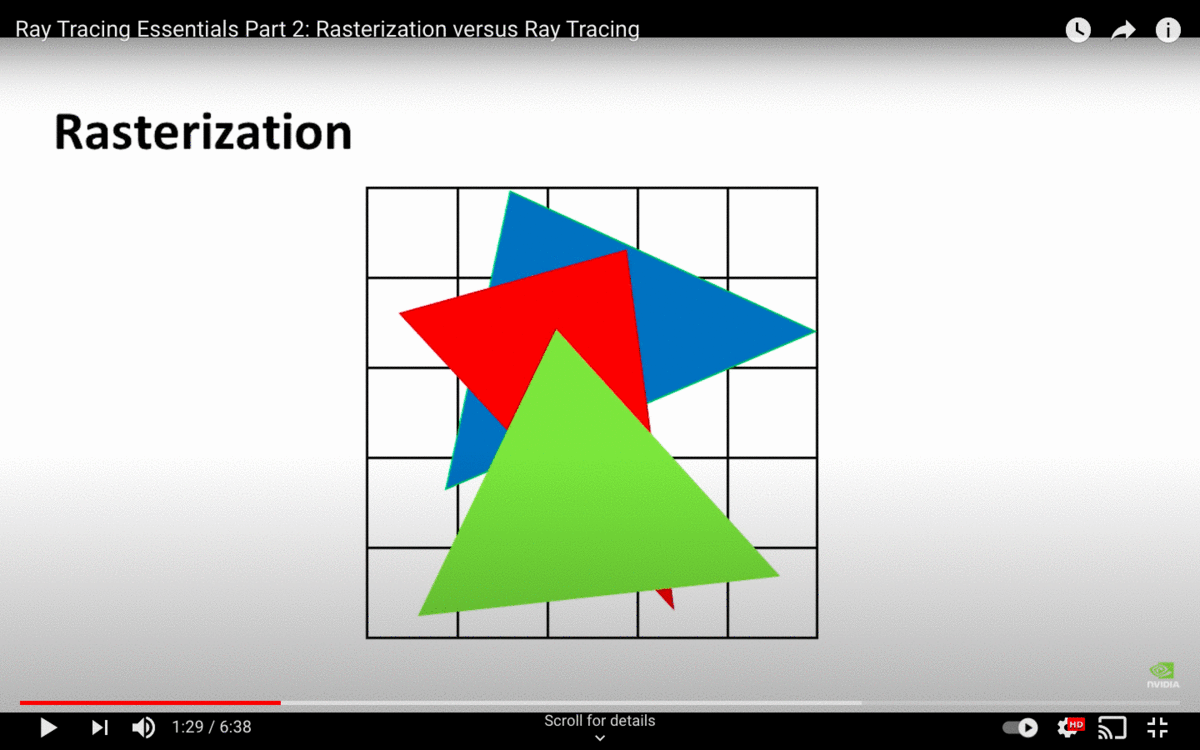 Ray Tracing Essentials Part 2: Rasterization versus Ray Tracing
Rasterization
NVIDIA
1:29 / 6:38
Scroll for details
HD